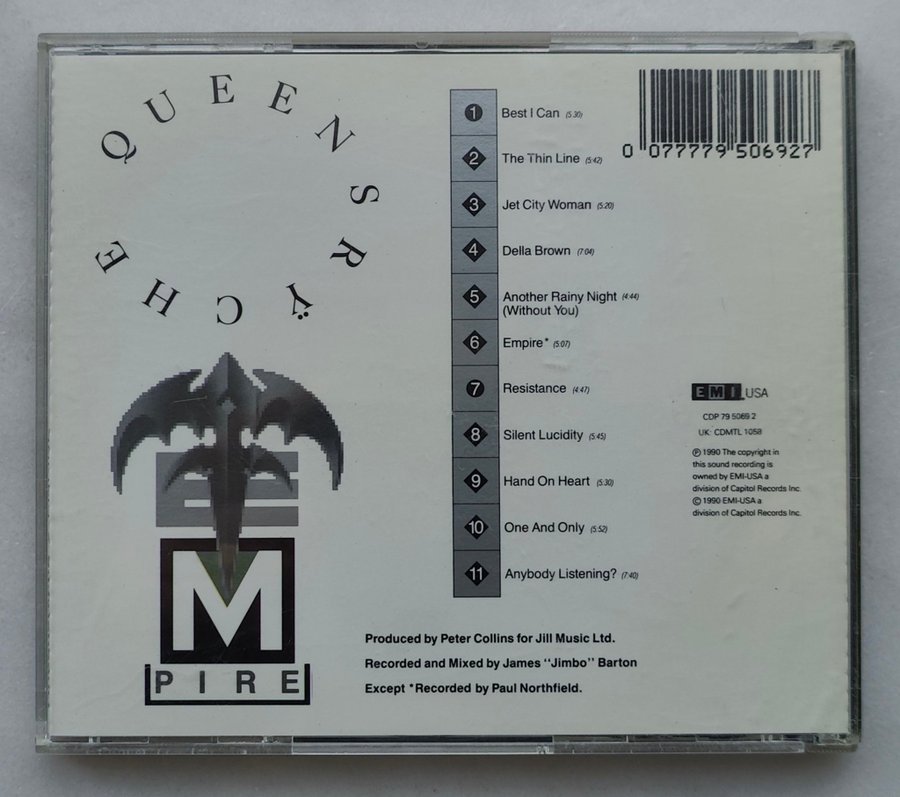 QUEENSRŸCHE
E
M
PIRE
1 Best I Can (5:30)
2 The Thin Line (5:42)
3 Jet City Woman (5:20)
4 Della Brown (7:04)
5 Another Rainy Night (4:44)
(Without You)
6 Empire* (5:07)
7 Resistance (4:47)
8 Silent Lucidity (5:45)
9 Hand On Heart (5:30)
10 One And Only (5:52)
11 Anybody Listening? (7:40)
Produced by Peter Collins for Jill Music Ltd.
Recorded and Mixed by James "Jimbo" Barton
Except *Recorded by Paul Northfield.
0 077779 506927
EMI USA
CDP 79 5069 2
UK: CDMTL 1058
Ⓟ 1990 The copyright in
this sound recording is
owned by EMI-USA a
division of Capitol Records Inc.
© 1990 EMI-USA a
division of Capitol Records Inc.